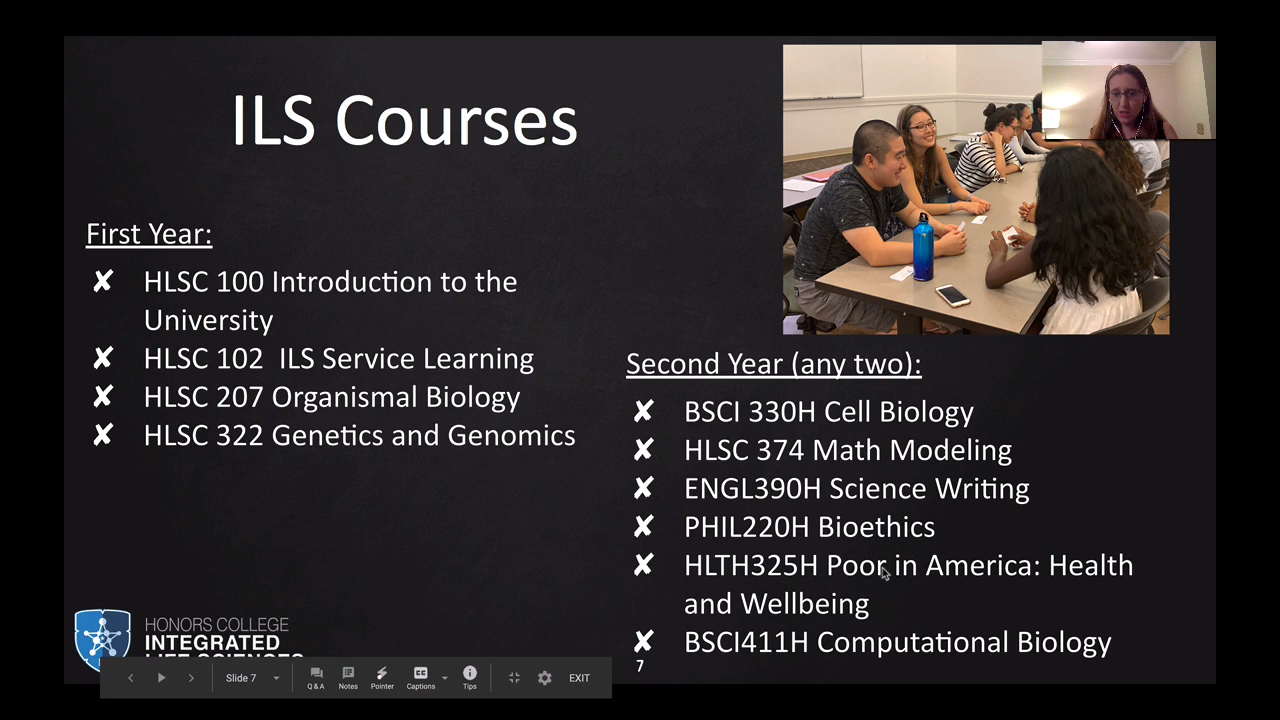 ILS Courses
First Year:
✘ HLSC 100 Introduction to the
University
✘ HLSC 102  ILS Service Learning
✘ HLSC 207 Organismal Biology
✘ HLSC 322 Genetics and Genomics
Second Year (any two):
✘ BSCI 330H Cell Biology
✘ HLSC 374 Math Modeling
✘ ENGL390H Science Writing
✘ PHIL220H Bioethics
✘ HLTH325H Poor in America: Health
and Wellbeing
✘ BSCI411H Computational Biology
7
HONORS COLLEGE
INTEGRATED
LIFE SCIENCES
Slide 7
Q & A
Notes
Pointer
Captions
Tips
EXIT